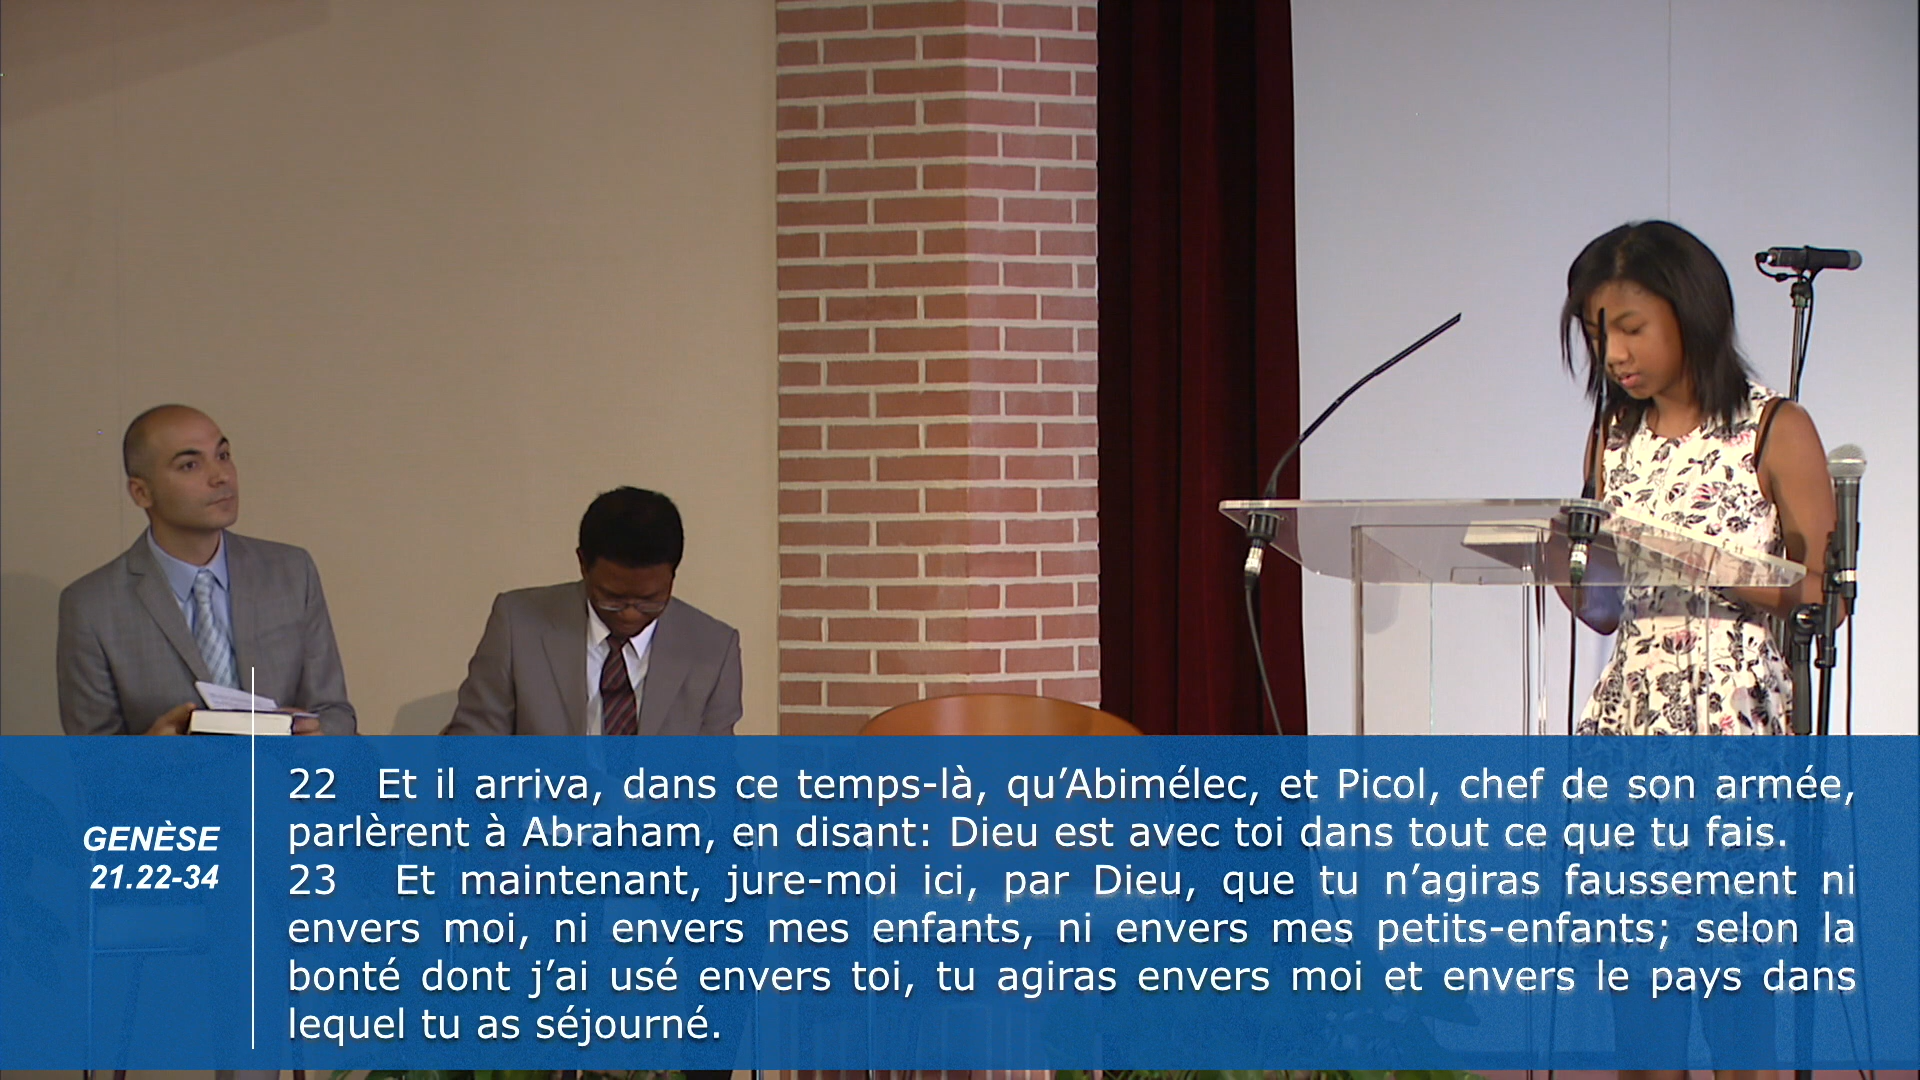 GENÈSE
21.22-34
22 Et il arriva, dans ce temps-là, qu’Abimélec, et Picol, chef de son armée,
parlèrent à Abraham, en disant: Dieu est avec toi dans tout ce que tu fais.
23 Et maintenant, jure-moi ici, par Dieu, que tu n’agiras faussement ni
envers moi, ni envers mes enfants, ni envers mes petits-enfants; selon la
bonté dont j’ai usé envers toi, tu agiras envers moi et envers le pays dans
lequel tu as séjourné.